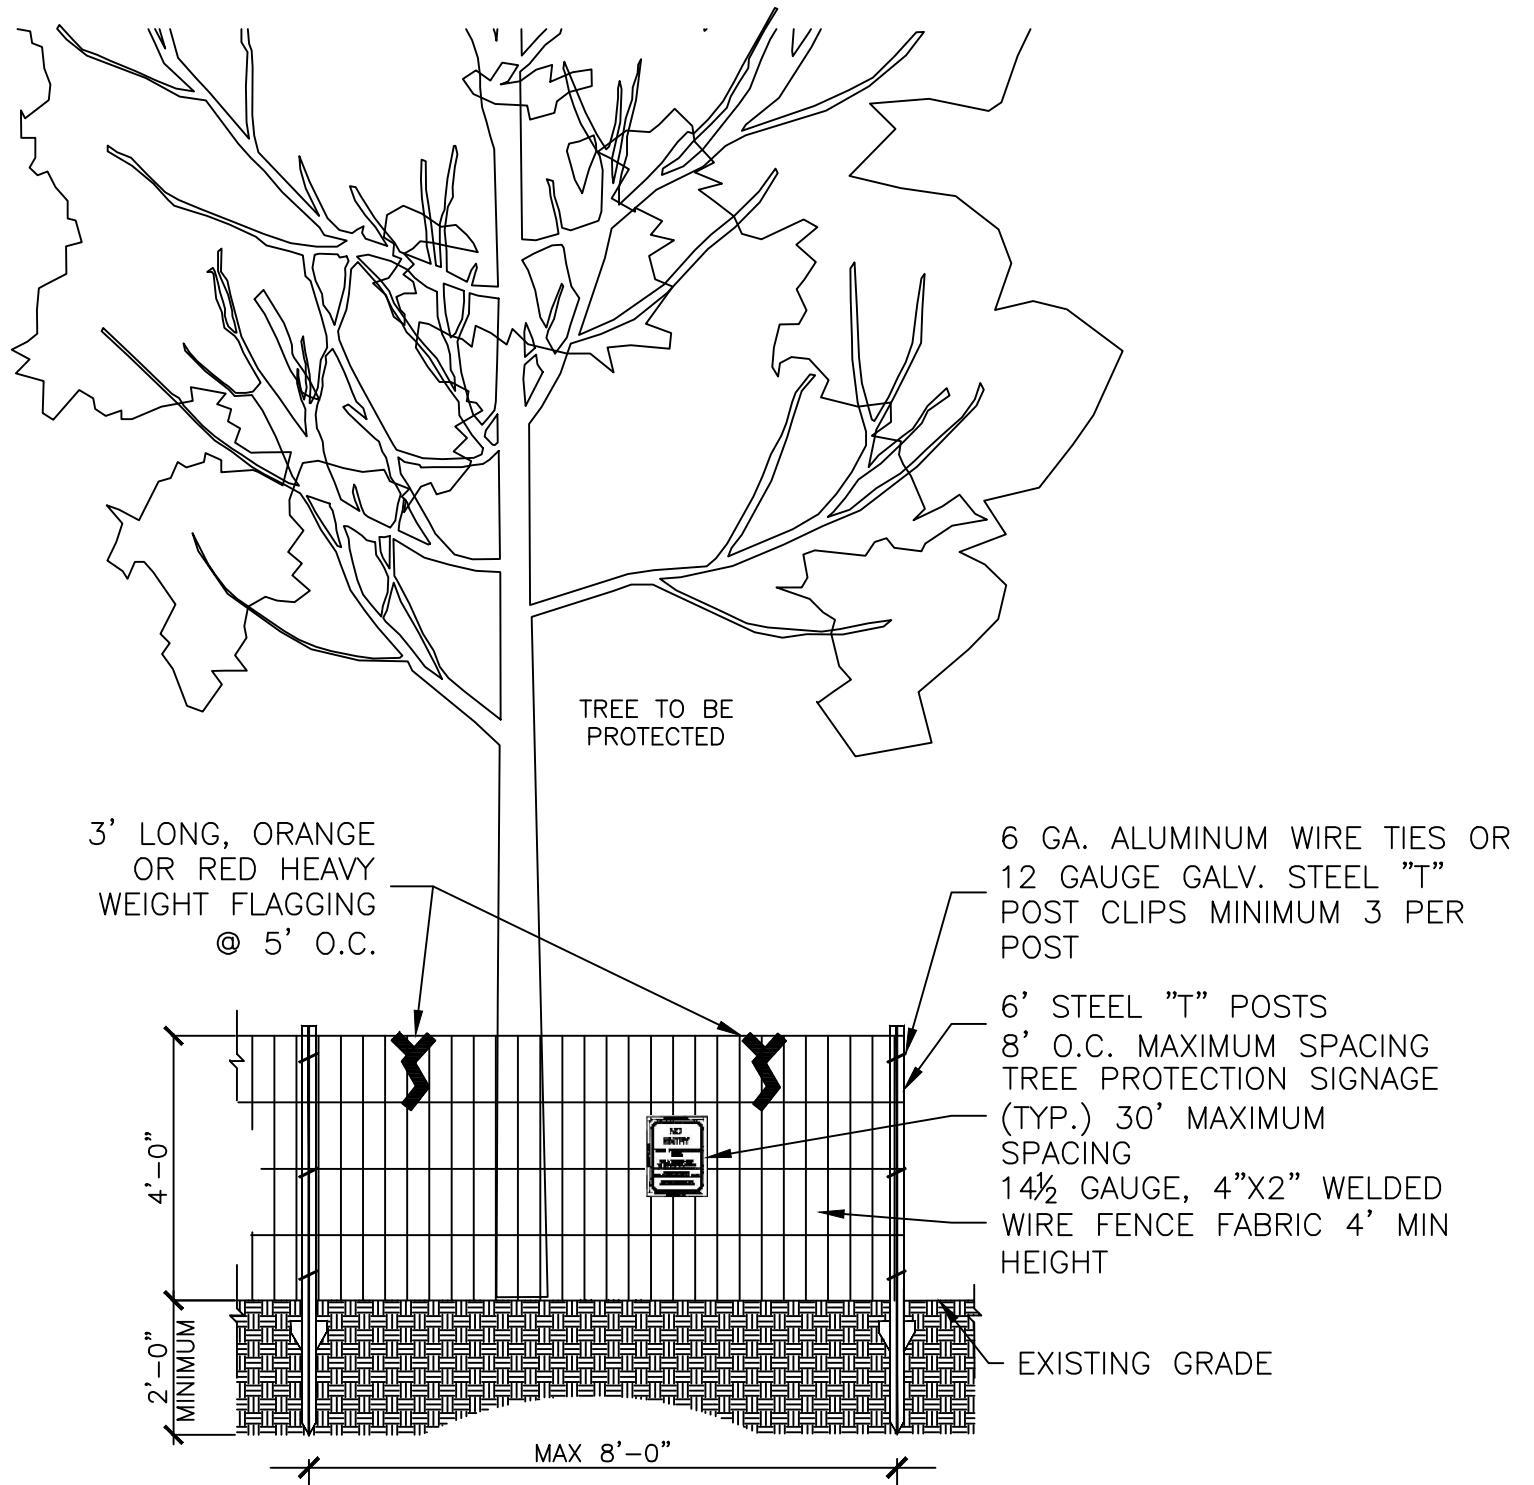 TREE TO BE
PROTECTED
3' LONG, ORANGE
OR RED HEAVY
WEIGHT FLAGGING
@ 5' O.C.
6 GA. ALUMINUM WIRE TIES OR
12 GAUGE GALV. STEEL "T"
POST CLIPS MINIMUM 3 PER
POST
6' STEEL "T" POSTS
8' O.C. MAXIMUM SPACING
TREE PROTECTION SIGNAGE
(TYP.) 30' MAXIMUM
SPACING
14½ GAUGE, 4"X2" WELDED
WIRE FENCE FABRIC 4' MIN
HEIGHT
EXISTING GRADE
NO
ENTRY
4'-0"
2'-0"
MINIMUM
MAX 8'-0"